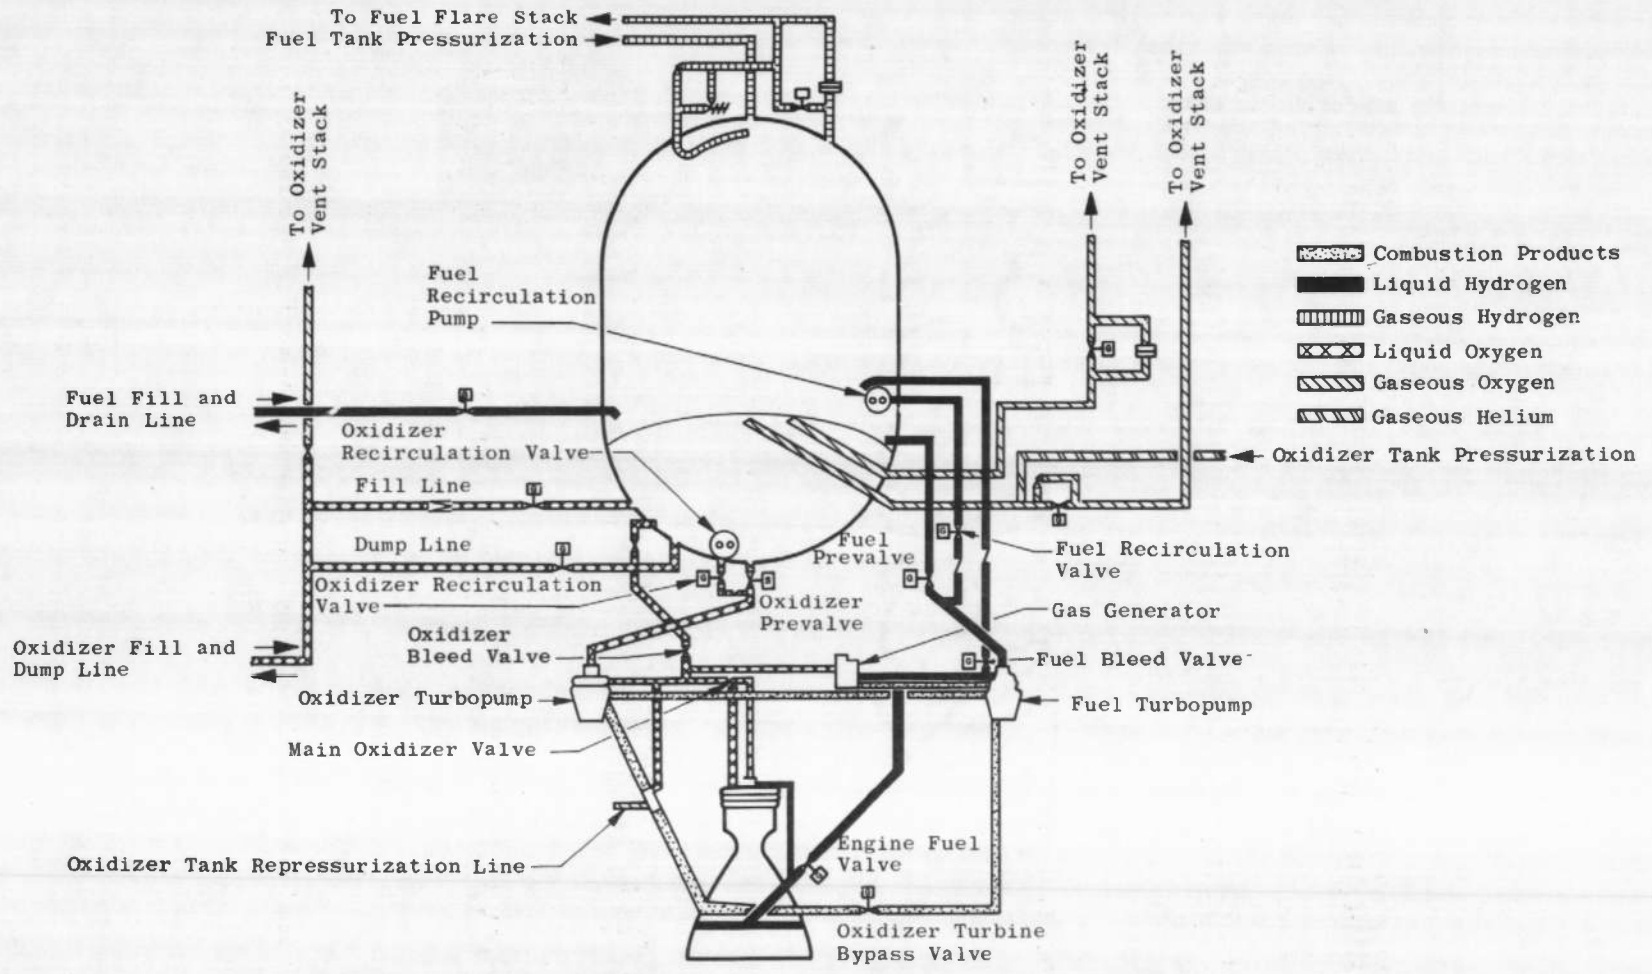 To Fuel Flare Stack
Fuel Tank Pressurization
To Oxidizer
Vent Stack
To Oxidizer
Vent Stack
To Oxidizer
Vent Stack
Combustion Products
Liquid Hydrogen
Gaseous Hydrogen
Liquid Oxygen
Gaseous Oxygen
Gaseous Helium
Fuel
Recirculation
Pump
Fuel Fill and
Drain Line
Oxidizer
Recirculation Valve
Oxidizer Tank Pressurization
Fill Line
Dump Line
Fuel
Prevalve
Fuel Recirculation
Valve
Oxidizer Recirculation
Valve
Oxidizer
Prevalve
Gas Generator
Oxidizer Fill and
Dump Line
Oxidizer
Bleed Valve
Fuel Bleed Valve
Oxidizer Turbopump
Fuel Turbopump
Main Oxidizer Valve
Oxidizer Tank Repressurization Line
Engine Fuel
Valve
Oxidizer Turbine
Bypass Valve